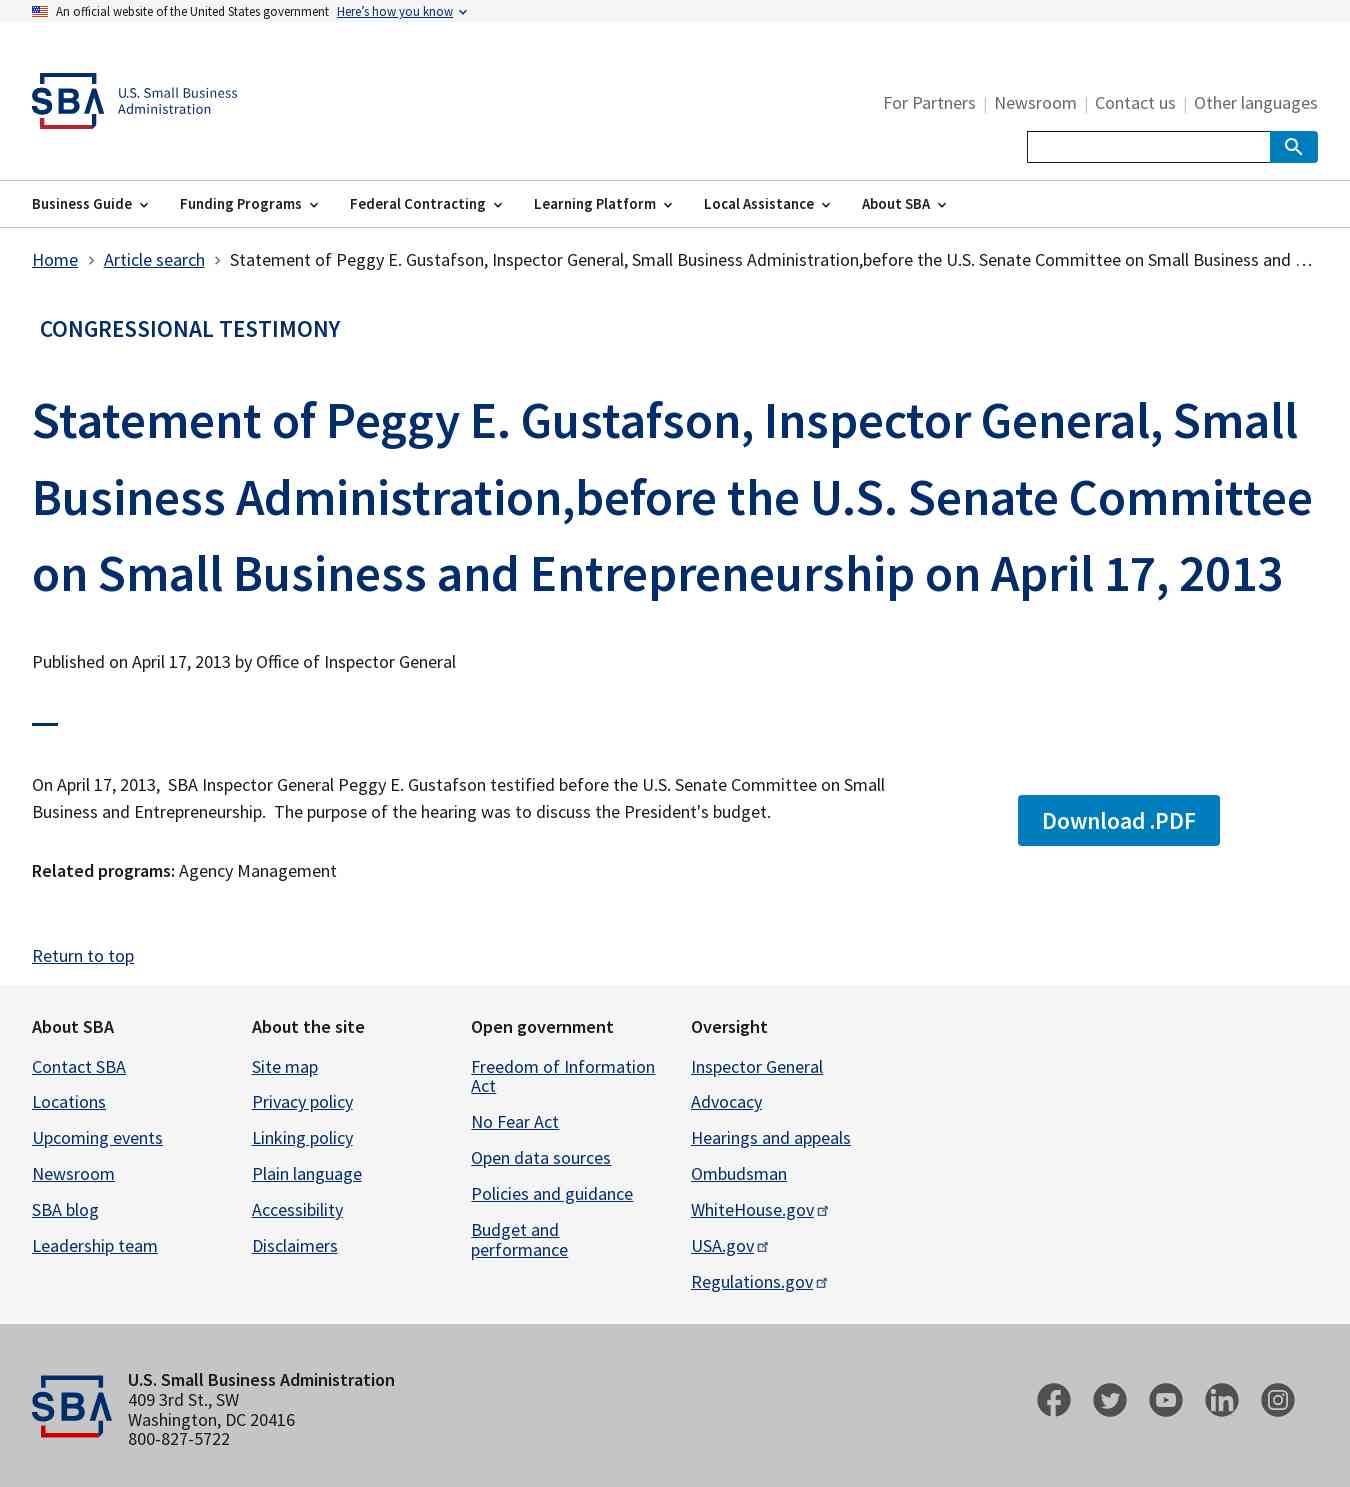 An official website of the United States government Here's how you know
SBA U.S. Small Business
Administration
For Partners | Newsroom | Contact us | Other languages
Business Guide Funding Programs Federal Contracting Learning Platform Local Assistance About SBA
Home Article search Statement of Peggy E. Gustafson, Inspector General, Small Business Administration,before the U.S. Senate Committee on Small Business and …
CONGRESSIONAL TESTIMONY
Statement of Peggy E. Gustafson, Inspector General, Small
Business Administration,before the U.S. Senate Committee
on Small Business and Entrepreneurship on April 17, 2013
Published on April 17, 2013 by Office of Inspector General
On April 17, 2013,  SBA Inspector General Peggy E. Gustafson testified before the U.S. Senate Committee on Small
Business and Entrepreneurship.  The purpose of the hearing was to discuss the President's budget.
Download .PDF
Related programs: Agency Management
Return to top
About SBA
Contact SBA
Locations
Upcoming events
Newsroom
SBA blog
Leadership team
About the site
Site map
Privacy policy
Linking policy
Plain language
Accessibility
Disclaimers
Open government
Freedom of Information
Act
No Fear Act
Open data sources
Policies and guidance
Budget and
performance
Oversight
Inspector General
Advocacy
Hearings and appeals
Ombudsman
WhiteHouse.gov
USA.gov
Regulations.gov
SBA
U.S. Small Business Administration
409 3rd St., SW
Washington, DC 20416
800-827-5722